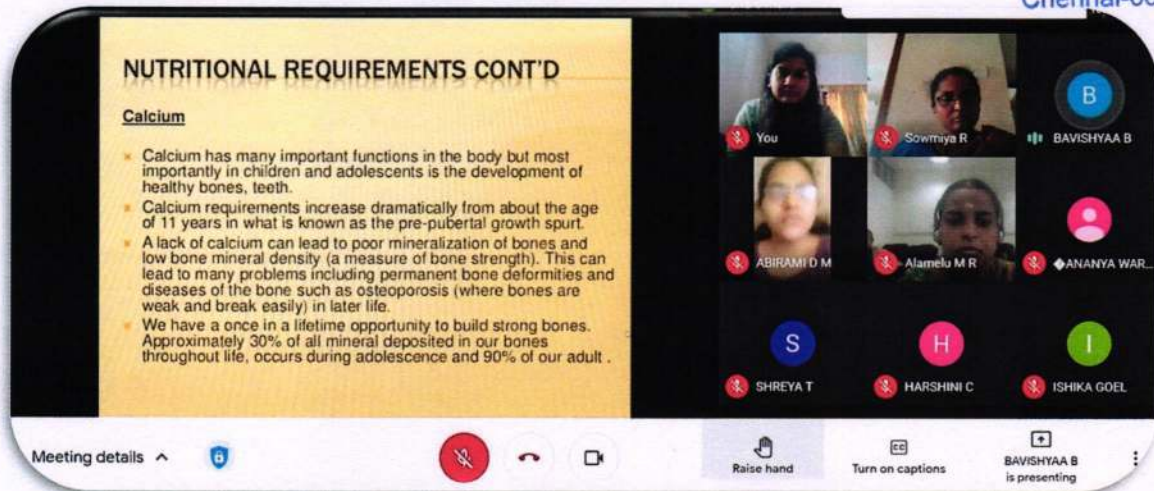 Chennai-
NUTRITIONAL REQUIREMENTS CONT'D
Calcium
Calcium has many important functions in the body but most
importantly in children and adolescents is the development of
healthy bones, teeth.
Calcium requirements increase dramatically from about the age
of 11 years in what is known as the pre-pubertal growth spurt.
A lack of calcium can lead to poor mineralization of bones and
low bone mineral density (a measure of bone strength). This can
lead to many problems including permanent bone deformities and
diseases of the bone such as osteoporosis (where bones are
weak and break easily) in later life.
We have a once in a lifetime opportunity to build strong bones.
Approximately 30% of all mineral deposited in our bones
throughout life, occurs during adolescence and 90% of our adult .
You
Sowmiya R
B
BAVISHYAA B
ABIRAMI D M
Alamelu M R
ANANYA WAR...
S
SHREYA T
H
HARSHINI C
I
ISHIKA GOEL
Meeting details
Raise hand
CC
Turn on captions
BAVISHYAA B
is presenting